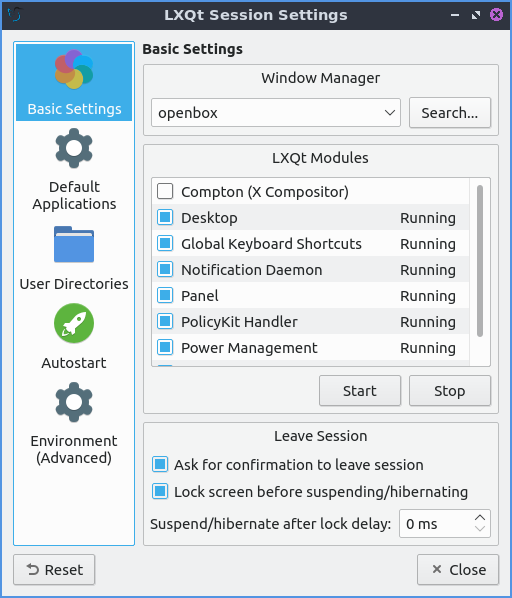 LXQt Session Settings
Basic Settings
Default
Applications
User Directories
Autostart
Environment
(Advanced)
Basic Settings
Window Manager
openbox
Search...
LXQt Modules
Compton (X Compositor)
Desktop Running
Global Keyboard Shortcuts Running
Notification Daemon Running
Panel Running
PolicyKit Handler Running
Power Management Running
Start Stop
Leave Session
Ask for confirmation to leave session
Lock screen before suspending/hibernating
Suspend/hibernate after lock delay: 0 ms
Reset Close